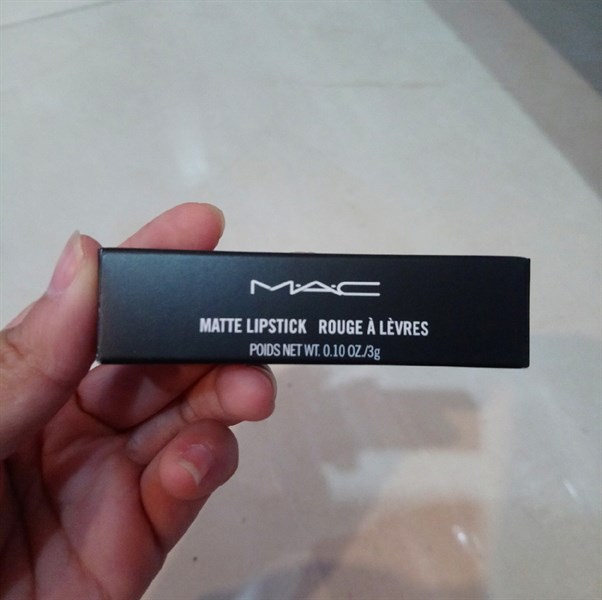 M·A·C
MATTE LIPSTICK ROUGE À LÈVRES
POIDS NET WT. 0.10 OZ./3g